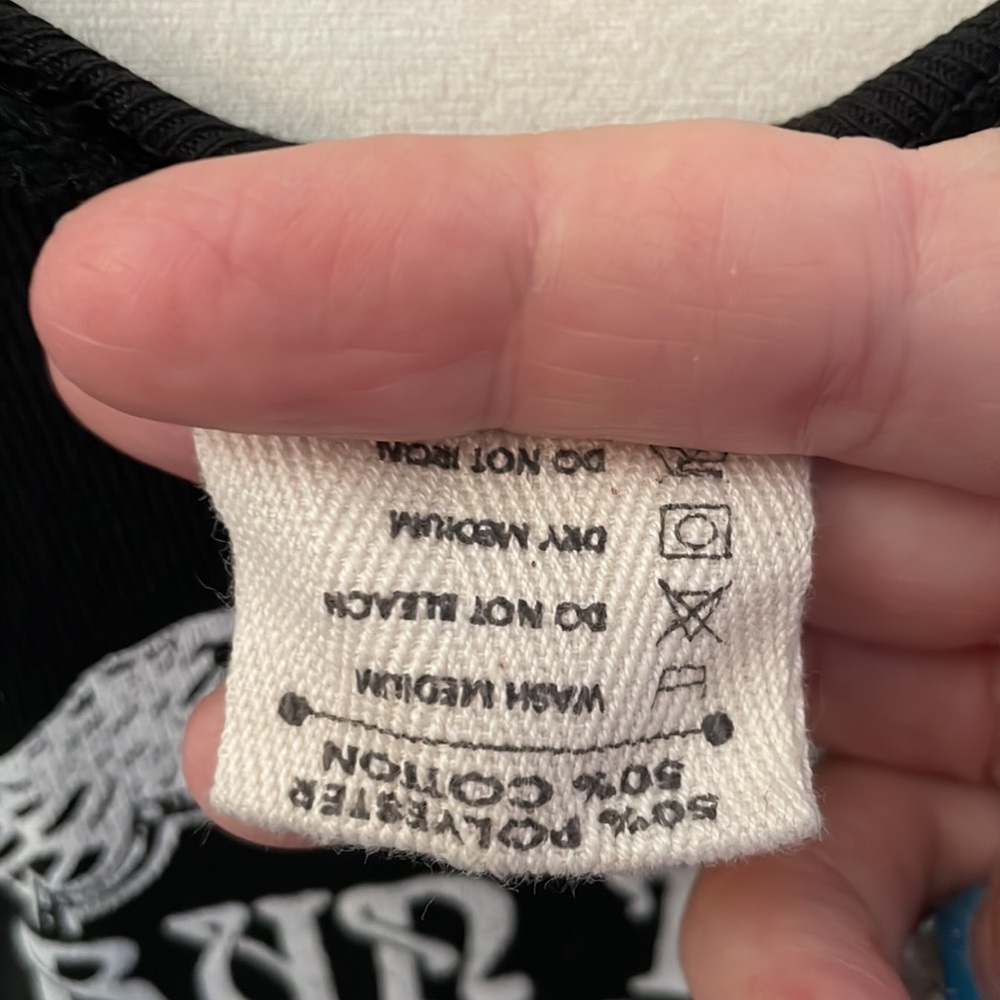 50% POLYESTER
50% COTTON
WASH MEDIUM
DO NOT BLEACH
DRY MEDIUM
DO NOT IRON